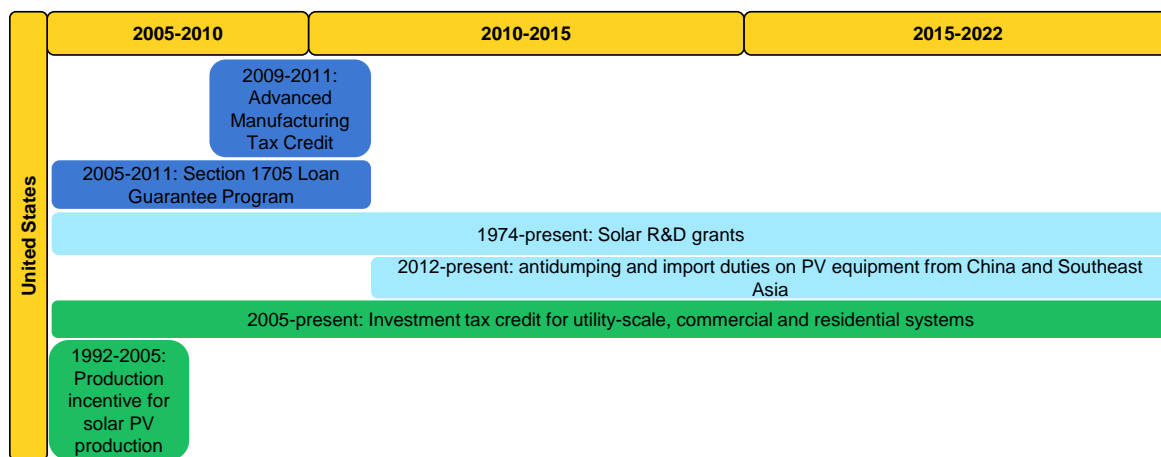 2005-2010
2010-2015
2015-2022
United States
2009-2011:
Advanced
Manufacturing
Tax Credit
2005-2011: Section 1705 Loan
Guarantee Program
1974-present: Solar R&D grants
2012-present: antidumping and import duties on PV equipment from China and Southeast
Asia
2005-present: Investment tax credit for utility-scale, commercial and residential systems
1992-2005:
Production
incentive for
solar PV
production